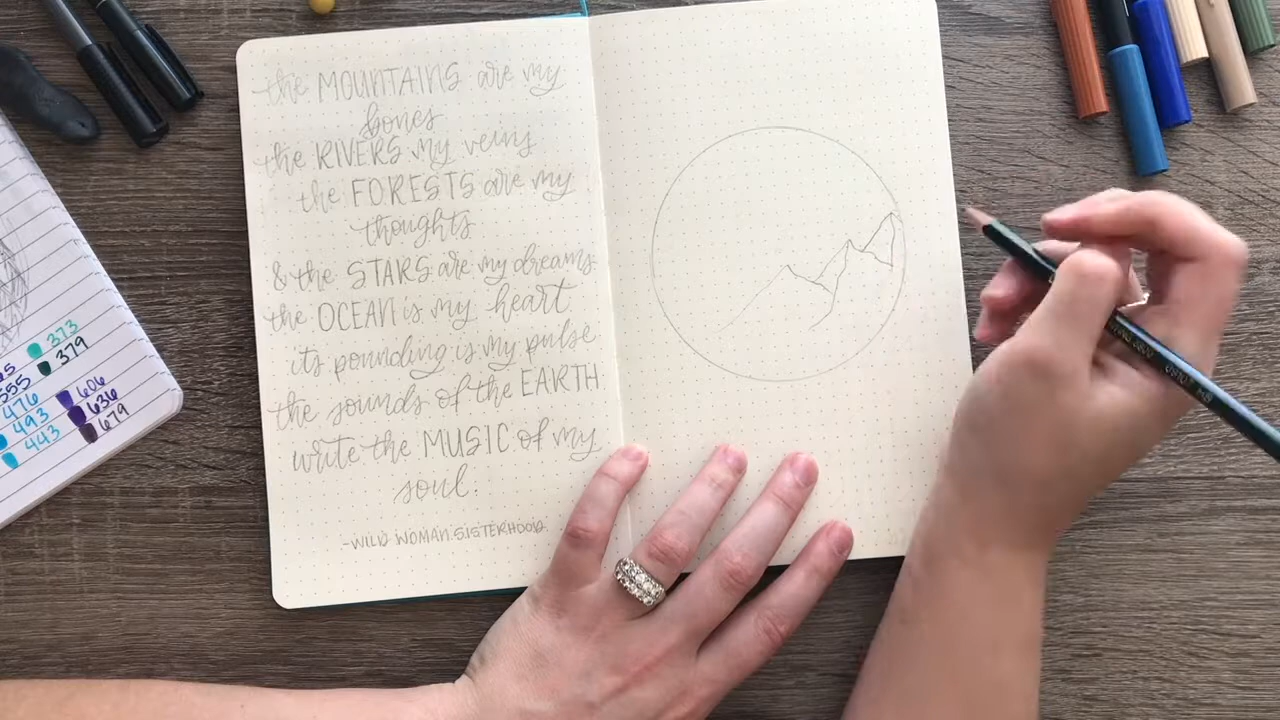 the MOUNTAINS are my
bones
the RIVERS my veins
the FORESTS are my
thoughts
& the STARS are my dreams
the OCEAN is my heart
its pounding is my pulse
the sounds of the EARTH
write the MUSIC of my
soul.
-WILD WOMAN SISTERHOOD
373
379
555
476
493
443
606
636
679